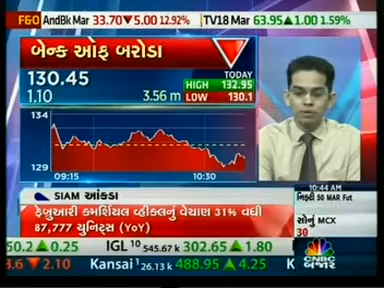 F&O AndBk Mar 33.70▼5.00 12.92% TV18 Mar 63.95▲1.00 1.59%
બેન્ક ઓફ બરોડા
130.45
1.10 3.56 m
TODAY
HIGH 132.95
LOW 130.1
134
129
09:15 10:30
10:44 AM
SIAM આંકડા
ફેબ્રુઆરી કમર્શિયલ વ્હીકલનું વેચાણ 31% વધી
87,777 યુનિટ્સ (YoY)
નિફ્ટી 50 MAR Fut
સોનું MCX
30
50.2▲0.25 IGL 10 545.67 k 302.65▲1.80
3.6▼2.10 Kansai 1 26.13 k 488.95▲4.25
CNBC
બજાર